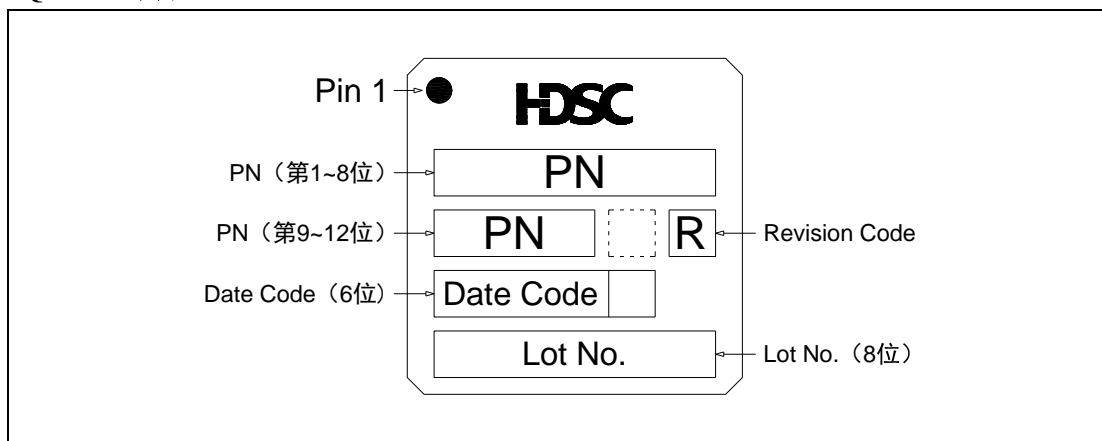 Pin 1
HDSC
PN（第1~8位）
PN
PN（第9~12位）
PN
R
Revision Code
Date Code（6位）
Date Code
Lot No.
Lot No.（8位）